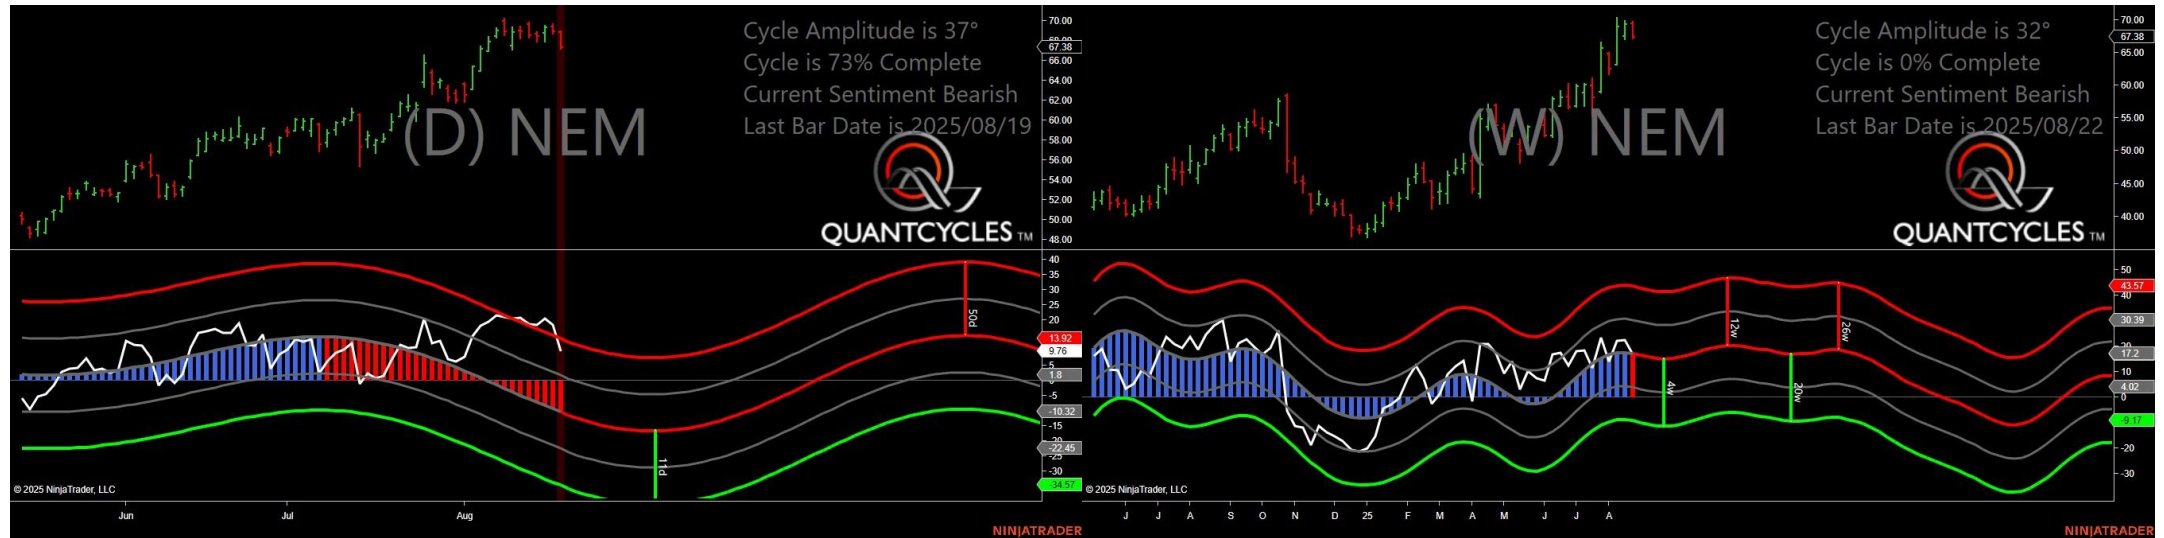 Cycle Amplitude is 37°
Cycle is 73% Complete
Current Sentiment Bearish
Last Bar Date is 2025/08/19
(D) NEM
QUANTCYCLES TM
70.00
67.38
66.00
64.00
62.00
60.00
58.00
56.00
54.00
52.00
50.00
48.00
40
35
30
25
20
13.92
9.76
5
1.8
-5
-10.32
-15
-22.45
-25
-30
-34.57
50d
11d
© 2025 NinjaTrader, LLC
Jun
Jul
Aug
NINJATRADER
Cycle Amplitude is 32°
Cycle is 0% Complete
Current Sentiment Bearish
Last Bar Date is 2025/08/22
(W) NEM
QUANTCYCLES TM
70.00
67.38
65.00
60.00
55.00
50.00
45.00
40.00
50
43.57
40
30.39
20
17.2
10
4.02
0
-9.17
-20
-30
4w
12w
20w
26w
© 2025 NinjaTrader, LLC
J
J
A
S
O
N
D
25
F
M
A
M
J
J
A
NINJATRADER